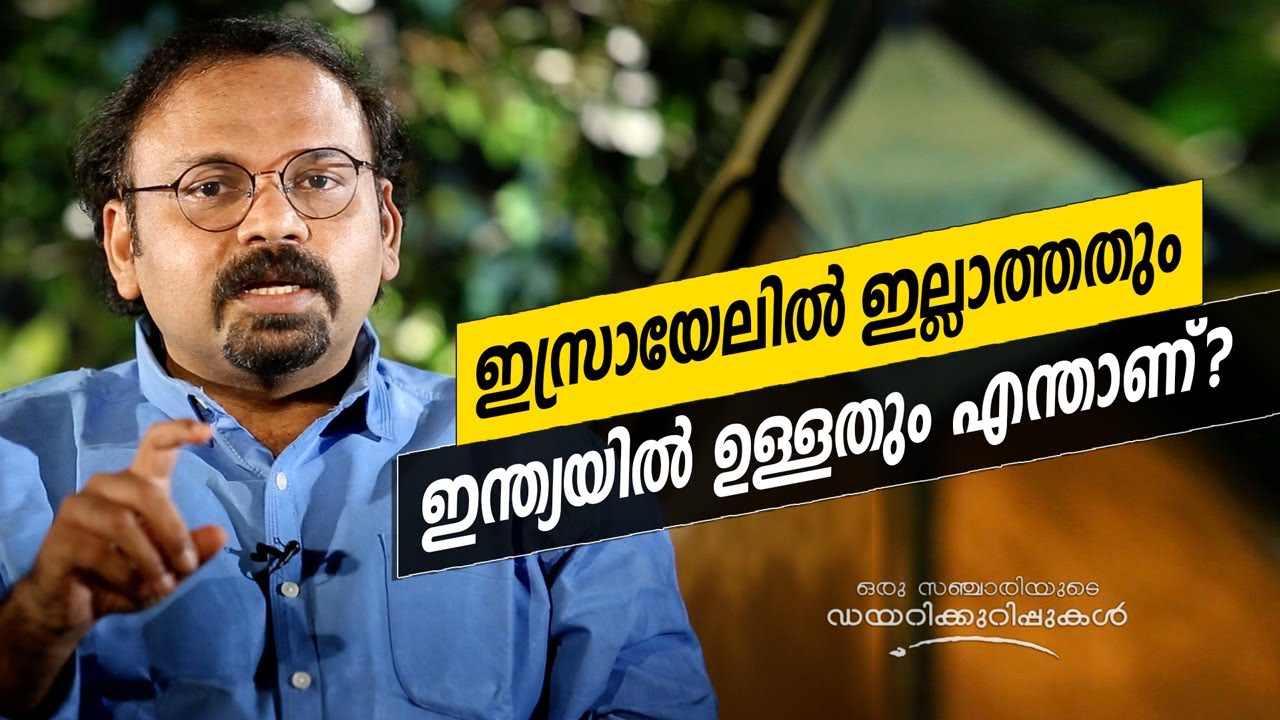 ഇസ്രായേലിൽ ഇല്ലാത്തതും
ഇന്ത്യയിൽ ഉള്ളതും എന്താണ്?
ഒരു സഞ്ചാരിയുടെ
ഡയറിക്കുറിപ്പുകൾ